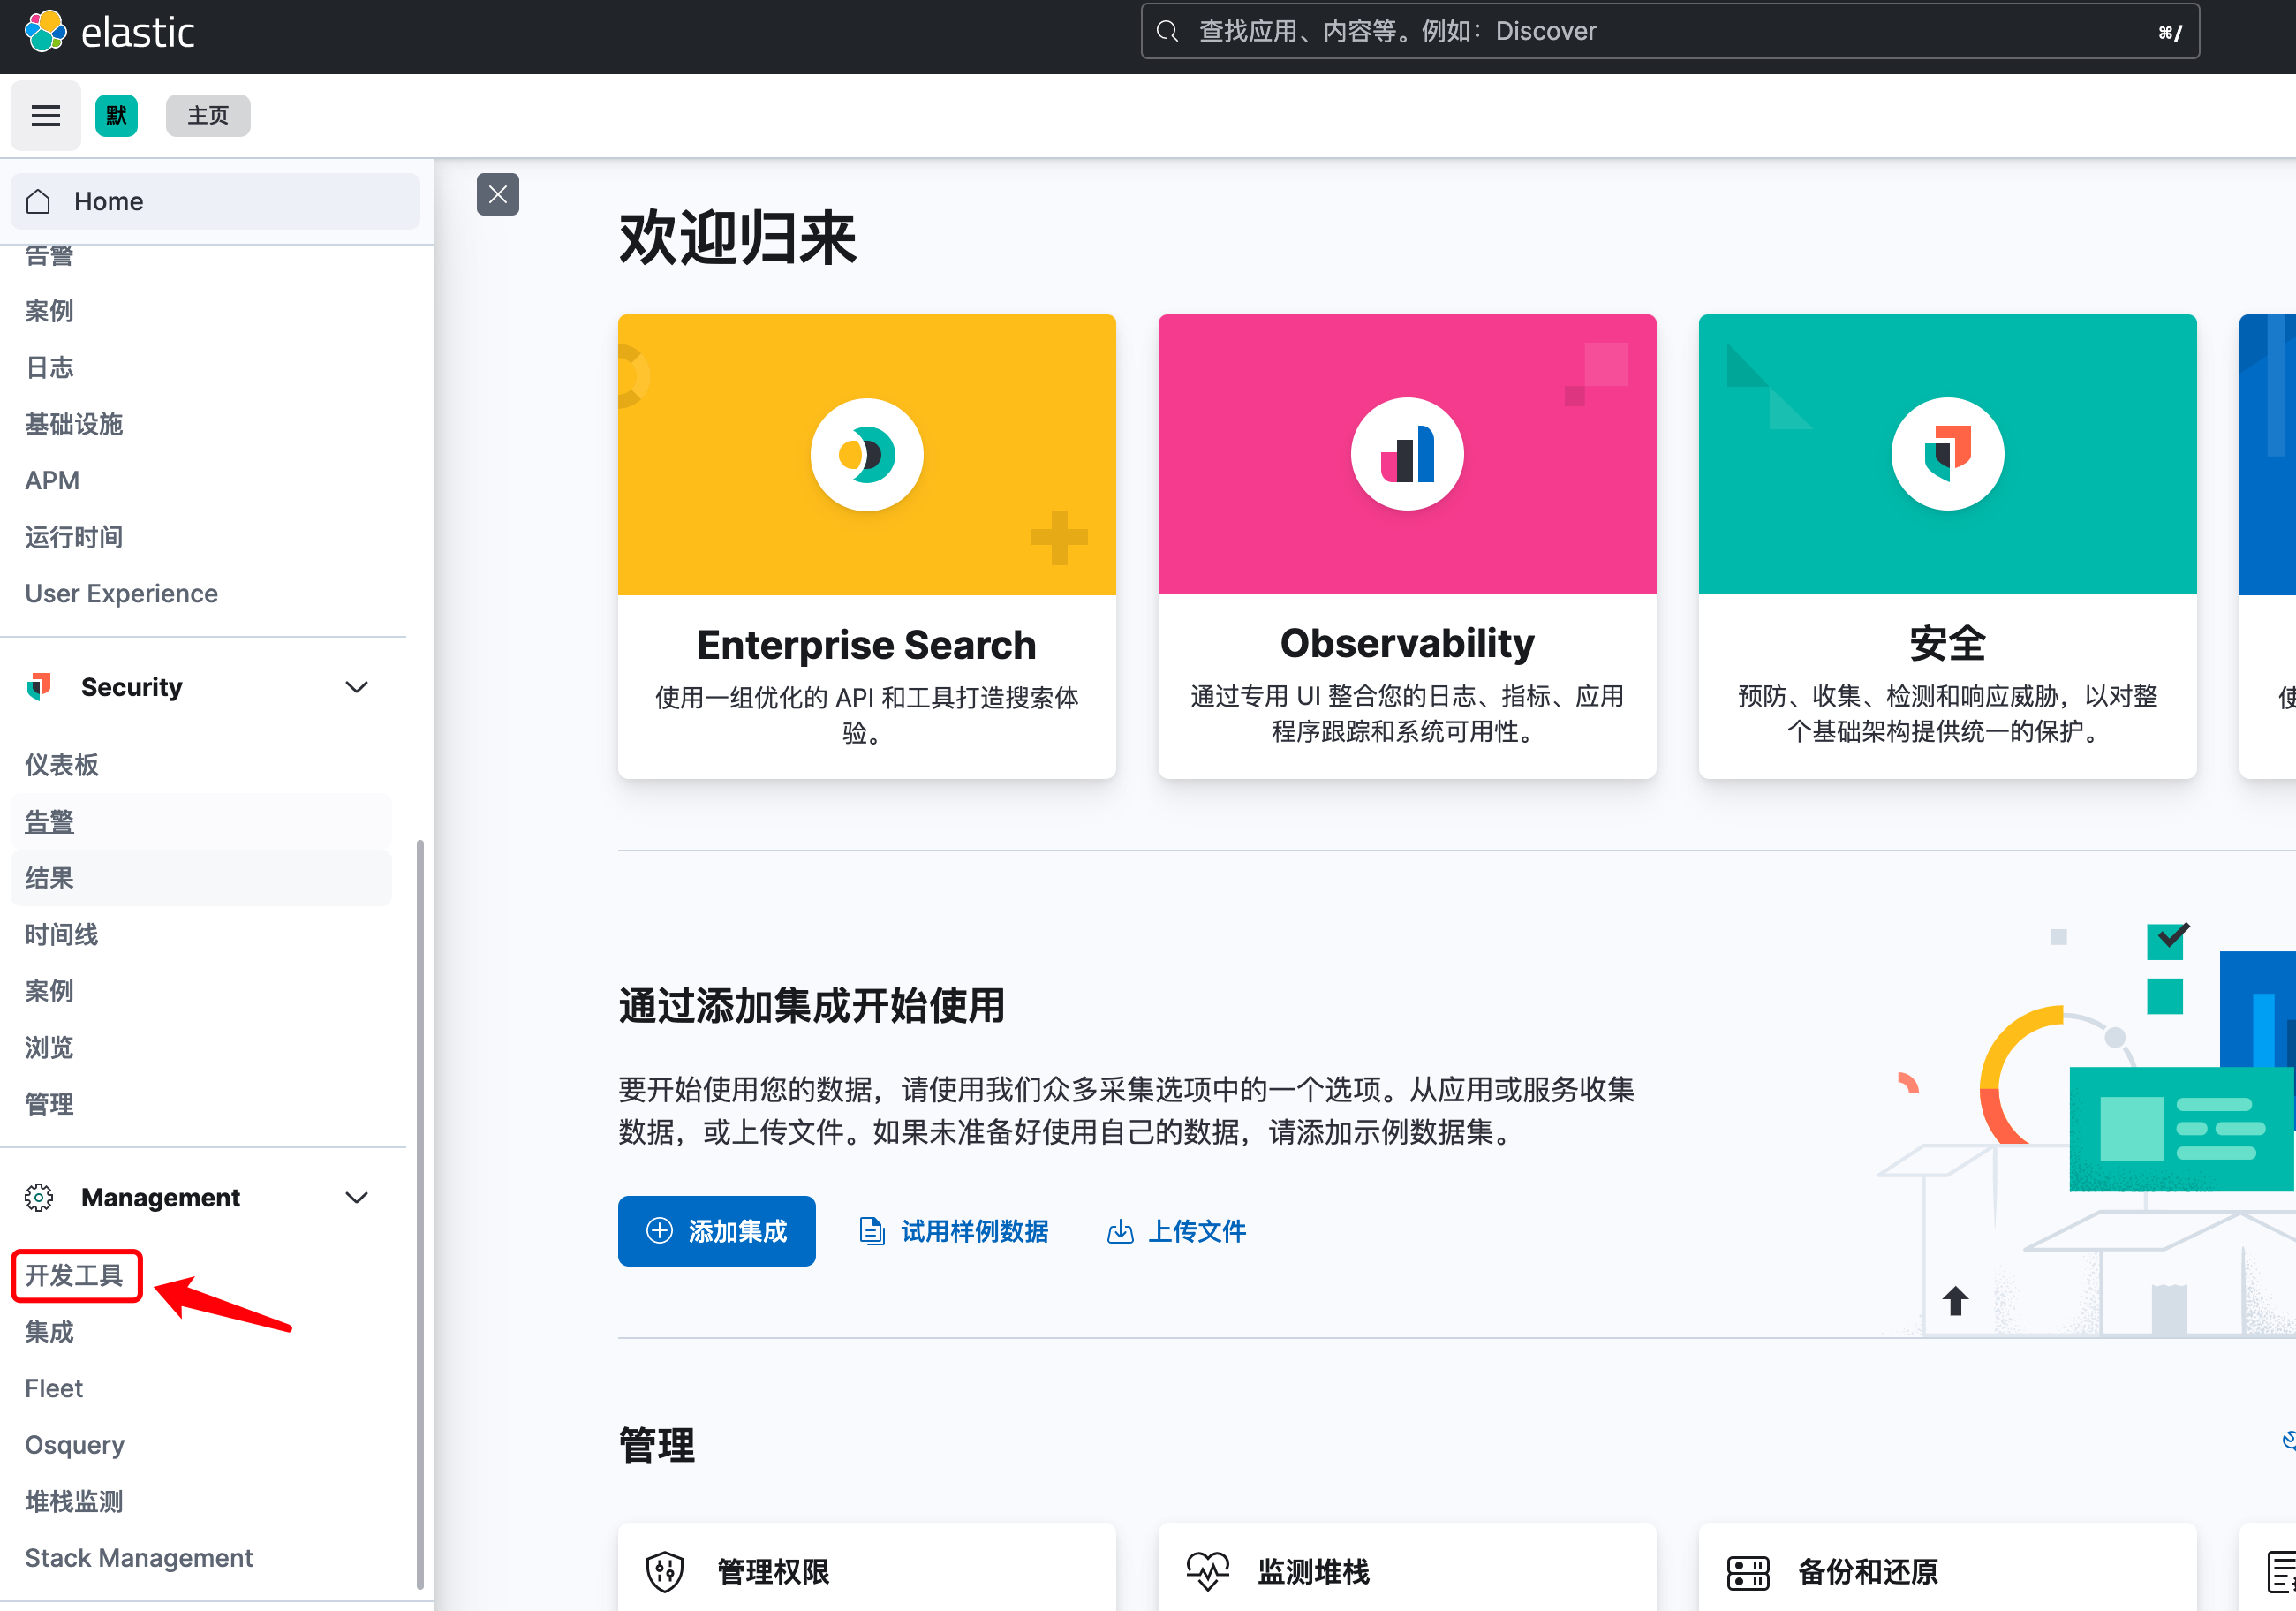 elastic
查找应用、内容等。例如：Discover
⌘/
默
主页
Home
告警
案例
日志
基础设施
APM
运行时间
User Experience
Security
仪表板
告警
结果
时间线
案例
浏览
管理
Management
开发工具
集成
Fleet
Osquery
堆栈监测
Stack Management
欢迎归来
Enterprise Search
使用一组优化的 API 和工具打造搜索体
验。
Observability
通过专用 UI 整合您的日志、指标、应用
程序跟踪和系统可用性。
安全
预防、收集、检测和响应威胁，以对整
个基础架构提供统一的保护。
通过添加集成开始使用
要开始使用您的数据，请使用我们众多采集选项中的一个选项。从应用或服务收集
数据，或上传文件。如果未准备好使用自己的数据，请添加示例数据集。
添加集成
试用样例数据
上传文件
管理
管理权限
监测堆栈
备份和还原